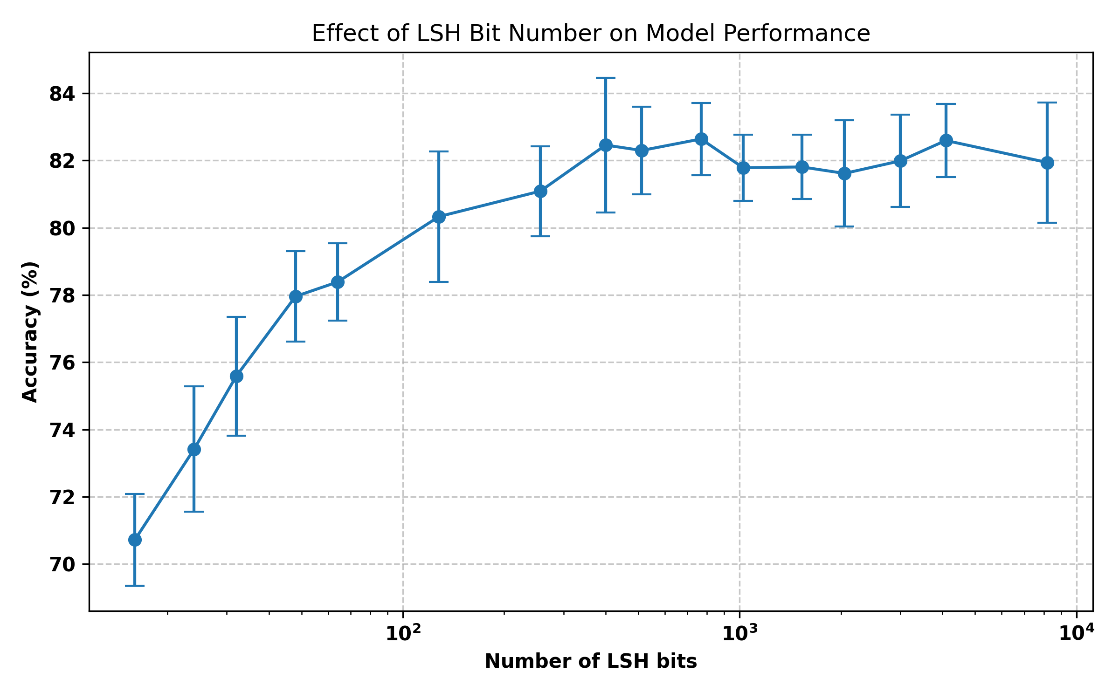 Effect of LSH Bit Number on Model Performance
Accuracy (%)
84
82
80
78
76
74
72
70
10² 10³ 10⁴
Number of LSH bits